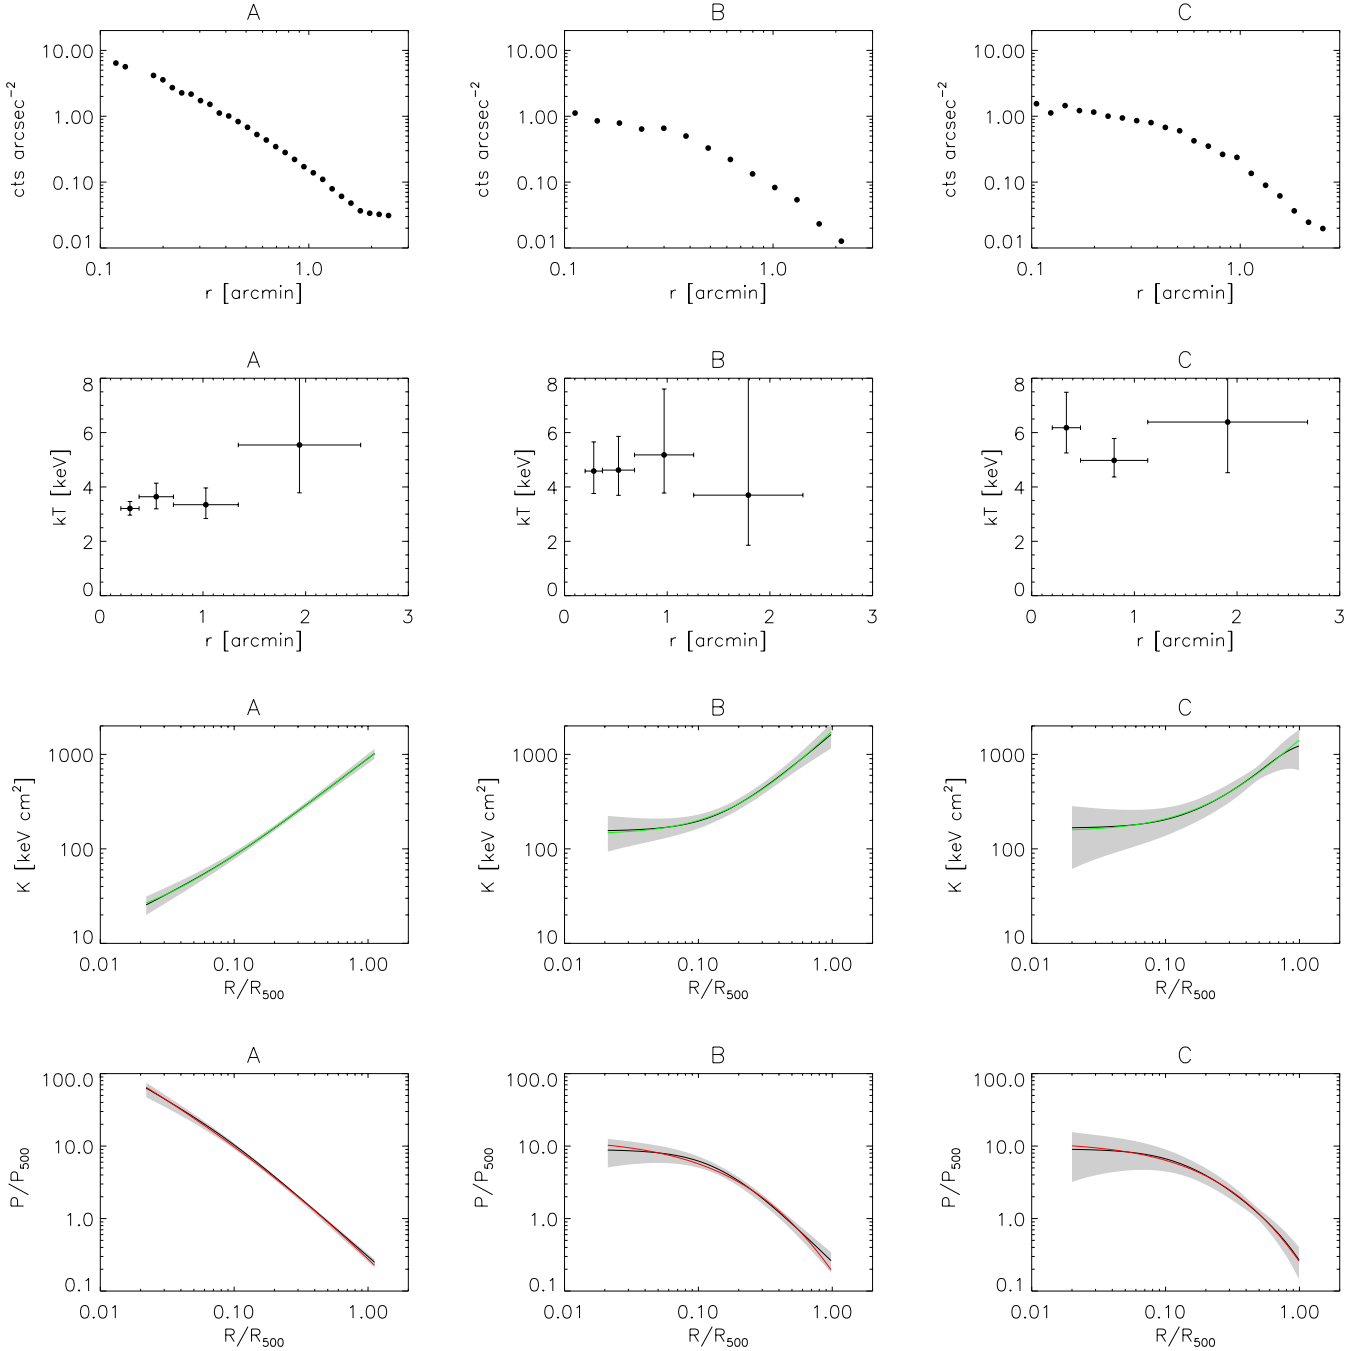 A
B
C
cts arcsec−2
10.00
1.00
0.10
0.01
0.1
1.0
r [arcmin]
cts arcsec−2
10.00
1.00
0.10
0.01
0.1
1.0
r [arcmin]
cts arcsec−2
10.00
1.00
0.10
0.01
0.1
1.0
r [arcmin]
A
B
C
kT [keV]
8
6
4
2
0
0
1
2
3
r [arcmin]
kT [keV]
8
6
4
2
0
0
1
2
3
r [arcmin]
kT [keV]
8
6
4
2
0
0
1
2
3
r [arcmin]
A
B
C
K [keV cm2]
1000
100
10
0.01
0.10
1.00
R/R500
K [keV cm2]
1000
100
10
0.01
0.10
1.00
R/R500
K [keV cm2]
1000
100
10
0.01
0.10
1.00
R/R500
A
B
C
P/P500
100.0
10.0
1.0
0.1
0.01
0.10
1.00
R/R500
P/P500
100.0
10.0
1.0
0.1
0.01
0.10
1.00
R/R500
P/P500
100.0
10.0
1.0
0.1
0.01
0.10
1.00
R/R500